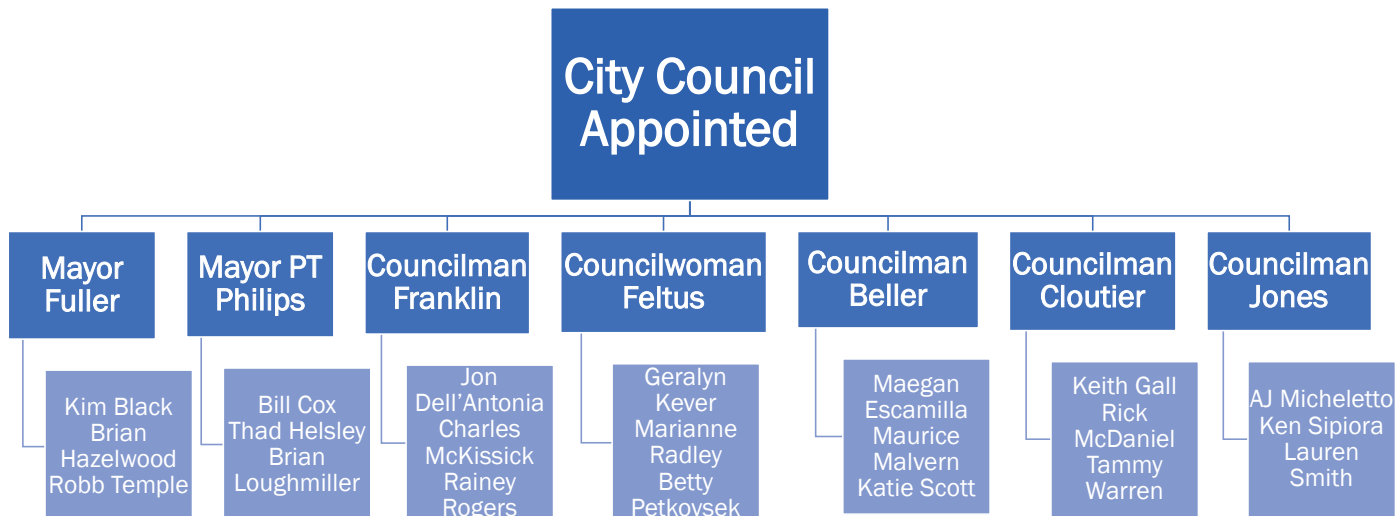 City Council
Appointed
Mayor
Fuller
Mayor PT
Philips
Councilman
Franklin
Councilwoman
Feltus
Councilman
Beller
Councilman
Cloutier
Councilman
Jones
Kim Black
Brian
Hazelwood
Robb Temple
Bill Cox
Thad Helsley
Brian
Loughmiller
Jon
Dell’Antonia
Charles
McKissick
Rainey
Rogers
Geralyn
Kever
Marianne
Radley
Betty
Petkovsek
Maegan
Escamilla
Maurice
Malvern
Katie Scott
Keith Gall
Rick
McDaniel
Tammy
Warren
AJ Micheletto
Ken Sipiora
Lauren
Smith